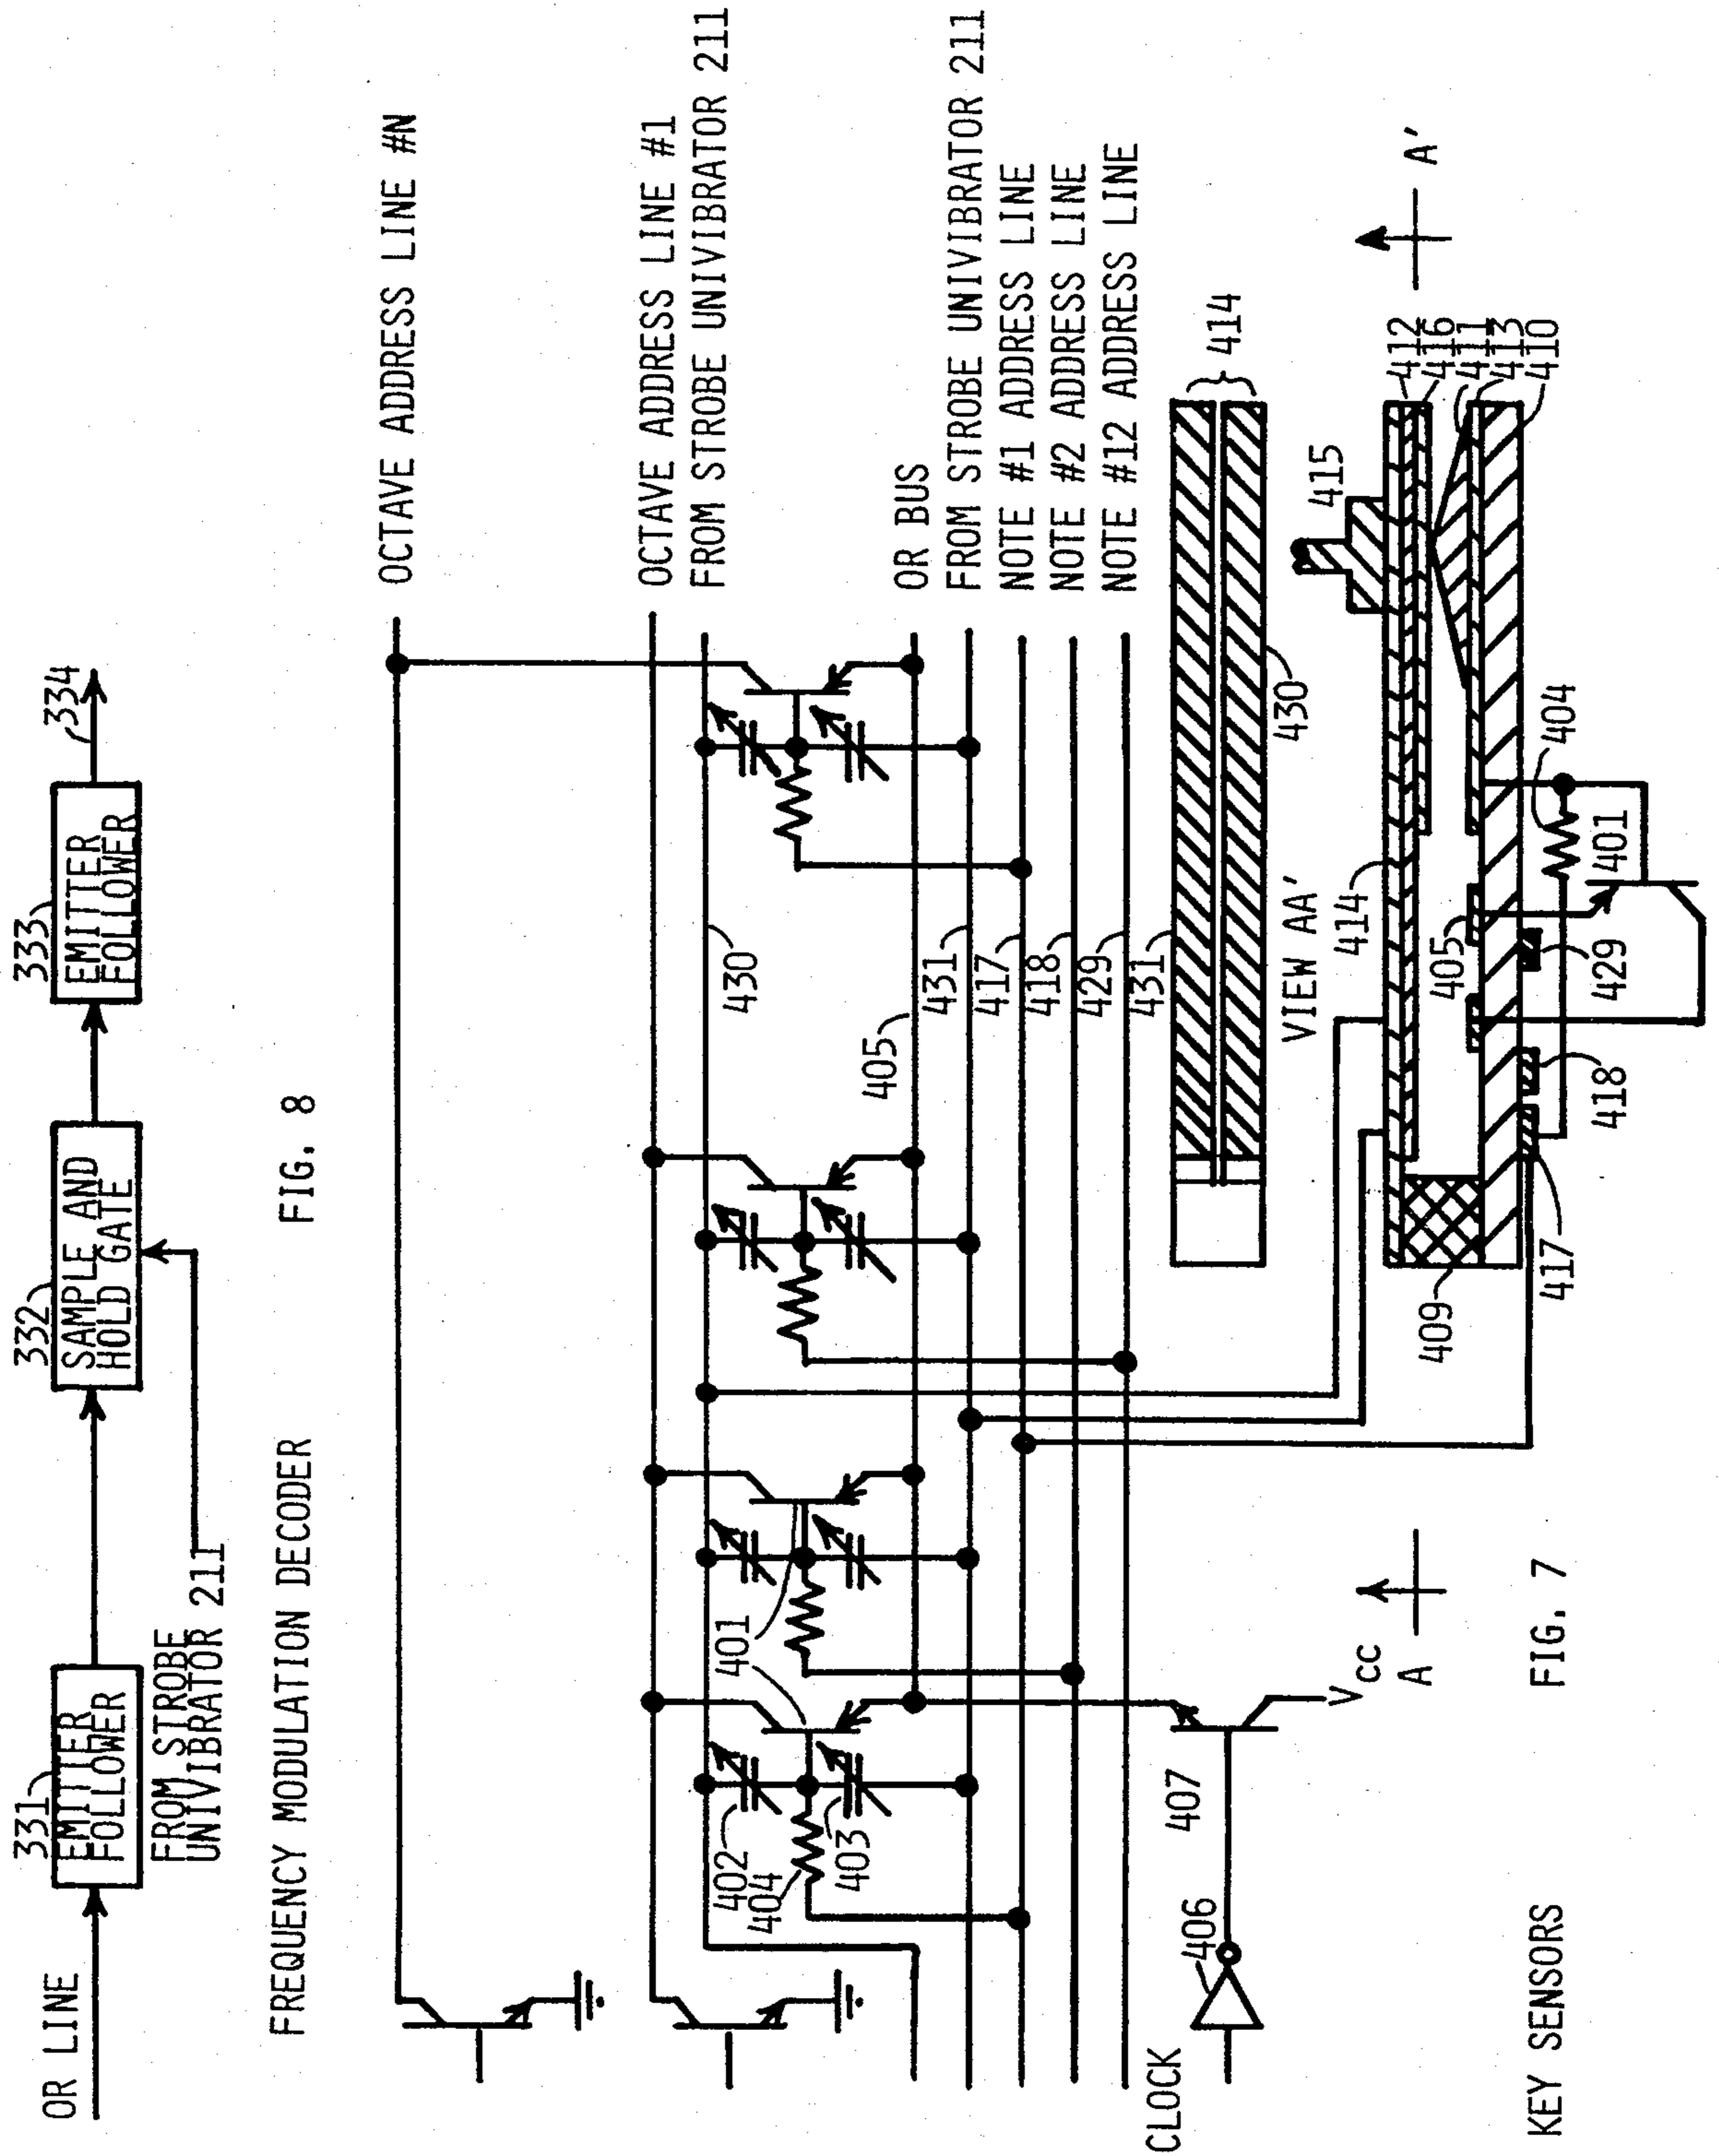 OR LINE
331
EMITTER
FOLLOWER
332
SAMPLE AND
HOLD GATE
333
EMITTER
FOLLOWER
334
FROM STROBE
UNIVIBRATOR 211
FREQUENCY MODULATION DECODER
FIG. 8
OCTAVE ADDRESS LINE #N
OCTAVE ADDRESS LINE #1
FROM STROBE UNIVIBRATOR 211
402
404
403
401
430
405
OR BUS
431
FROM STROBE UNIVIBRATOR 211
417
NOTE #1 ADDRESS LINE
418
NOTE #2 ADDRESS LINE
429
NOTE #12 ADDRESS LINE
CLOCK
406
407
VCC
431
414
430
VIEW AA'
A
A'
414
415
412
416
411
413
410
409
405
404
401
429
418
417
KEY SENSORS
FIG. 7